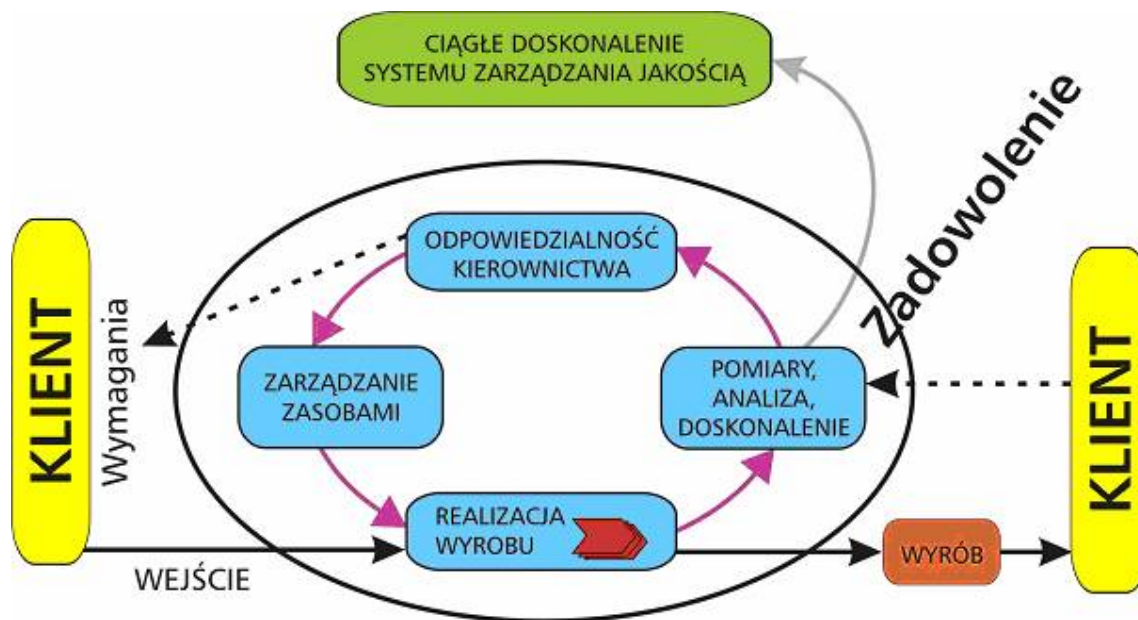 CIĄGŁE DOSKONALENIE
SYSTEMU ZARZĄDZANIA JAKOŚCIĄ
Zadowolenie
ODPOWIEDZIALNOŚĆ
KIEROWNICTWA
KLIENT
Wymagania
ZARZĄDZANIE
ZASOBAMI
POMIARY,
ANALIZA,
DOSKONALENIE
KLIENT
REALIZACJA
WYROBU
WYRÓB
WEJŚCIE